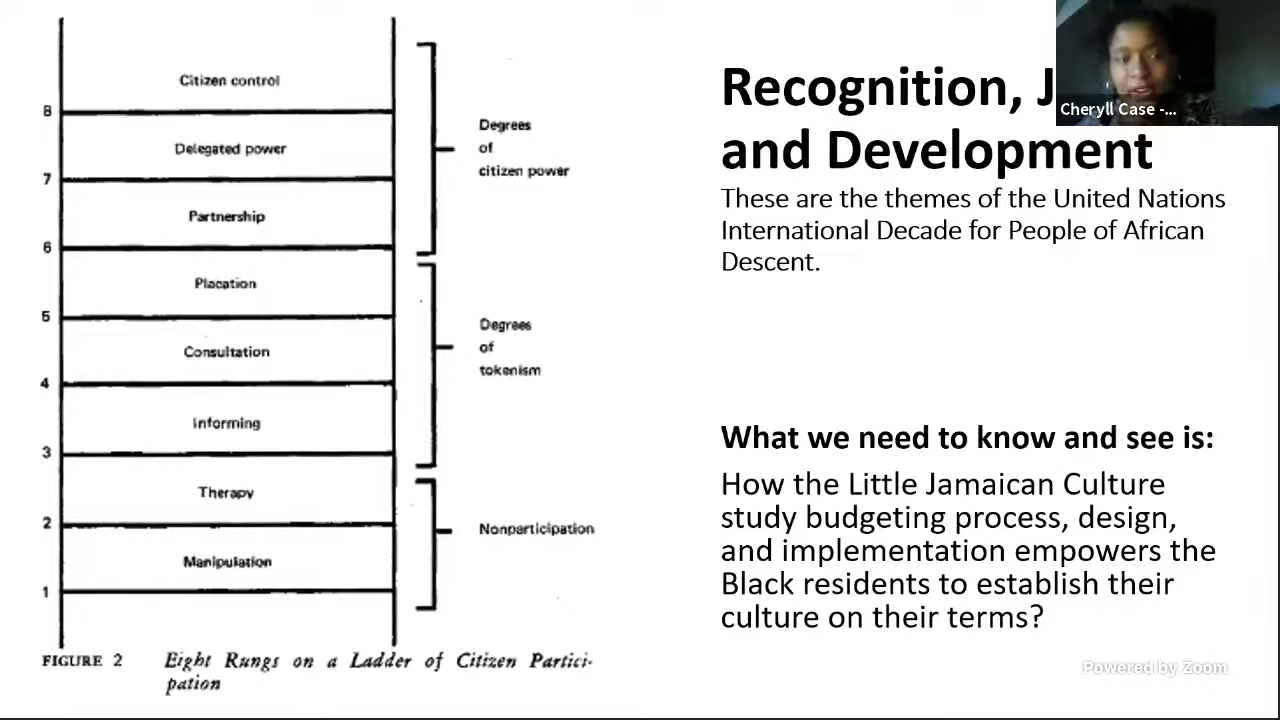 Citizen control
8
Delegated power
7
Partnership
6
Placation
5
Consultation
4
Informing
3
Therapy
2
Manipulation
1
Degrees
of
citizen power
Degrees
of
tokenism
Nonparticipation
FIGURE 2 Eight Rungs on a Ladder of Citizen Partici-
pation
Recognition, J
and Development
These are the themes of the United Nations
International Decade for People of African
Descent.
What we need to know and see is:
How the Little Jamaican Culture
study budgeting process, design,
and implementation empowers the
Black residents to establish their
culture on their terms?
Cheryll Case -...
Powered by Zoom